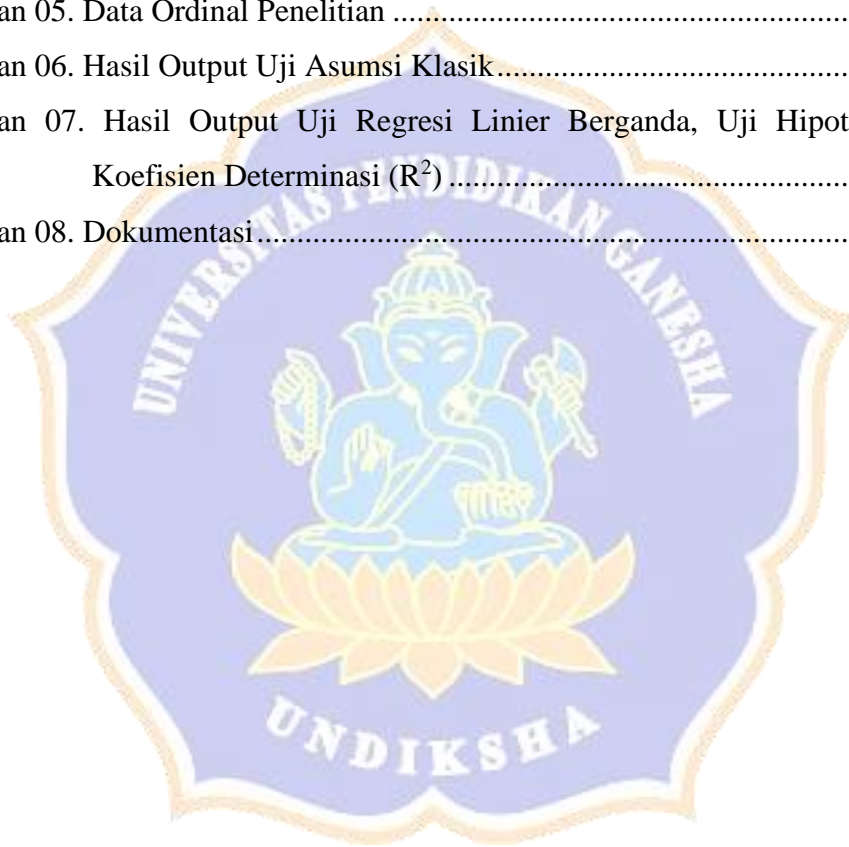 an 05. Data Ordinal Penelitian ........................................................
an 06. Hasil Output Uji Asumsi Klasik ...........................................
an 07. Hasil Output Uji Regresi Linier Berganda, Uji Hipot
Koefisien Determinasi (R²) ..................................................
an 08. Dokumentasi ..........................................................................
UNIVERSITAS PENDIDIKAN GANESHA
UNDIKSHA